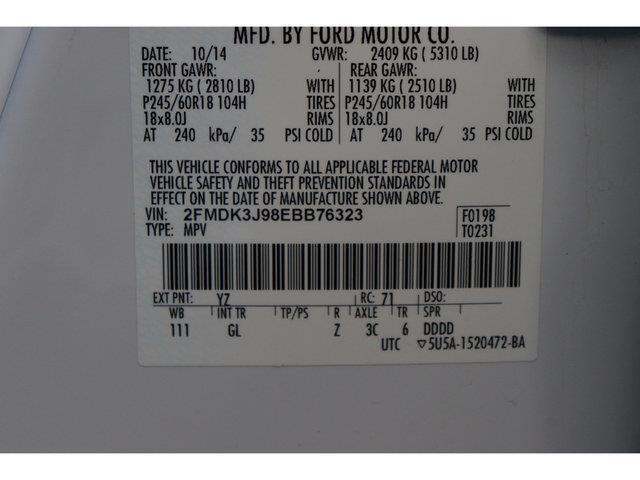 MFD. BY FORD MOTOR CO.
DATE: 10/14 GVWR: 2409 KG ( 5310 LB)
FRONT GAWR: REAR GAWR:
1275 KG ( 2810 LB) WITH 1139 KG ( 2510 LB) WITH
P245/60R18 104H TIRES P245/60R18 104H TIRES
18x8.0J RIMS 18x8.0J RIMS
AT 240 kPa/ 35 PSI COLD AT 240 kPa/ 35 PSI COLD
THIS VEHICLE CONFORMS TO ALL APPLICABLE FEDERAL MOTOR
VEHICLE SAFETY AND THEFT PREVENTION STANDARDS IN
EFFECT ON THE DATE OF MANUFACTURE SHOWN ABOVE.
VIN: 2FMDK3J98EBB76323 F0198
TYPE: MPV T0231
EXT PNT: YZ RC: 71 DSO:
WB INT TR TP/PS R AXLE TR SPR
111 GL Z 3C 6 DDDD
UTC ▽5U5A-1520472-BA